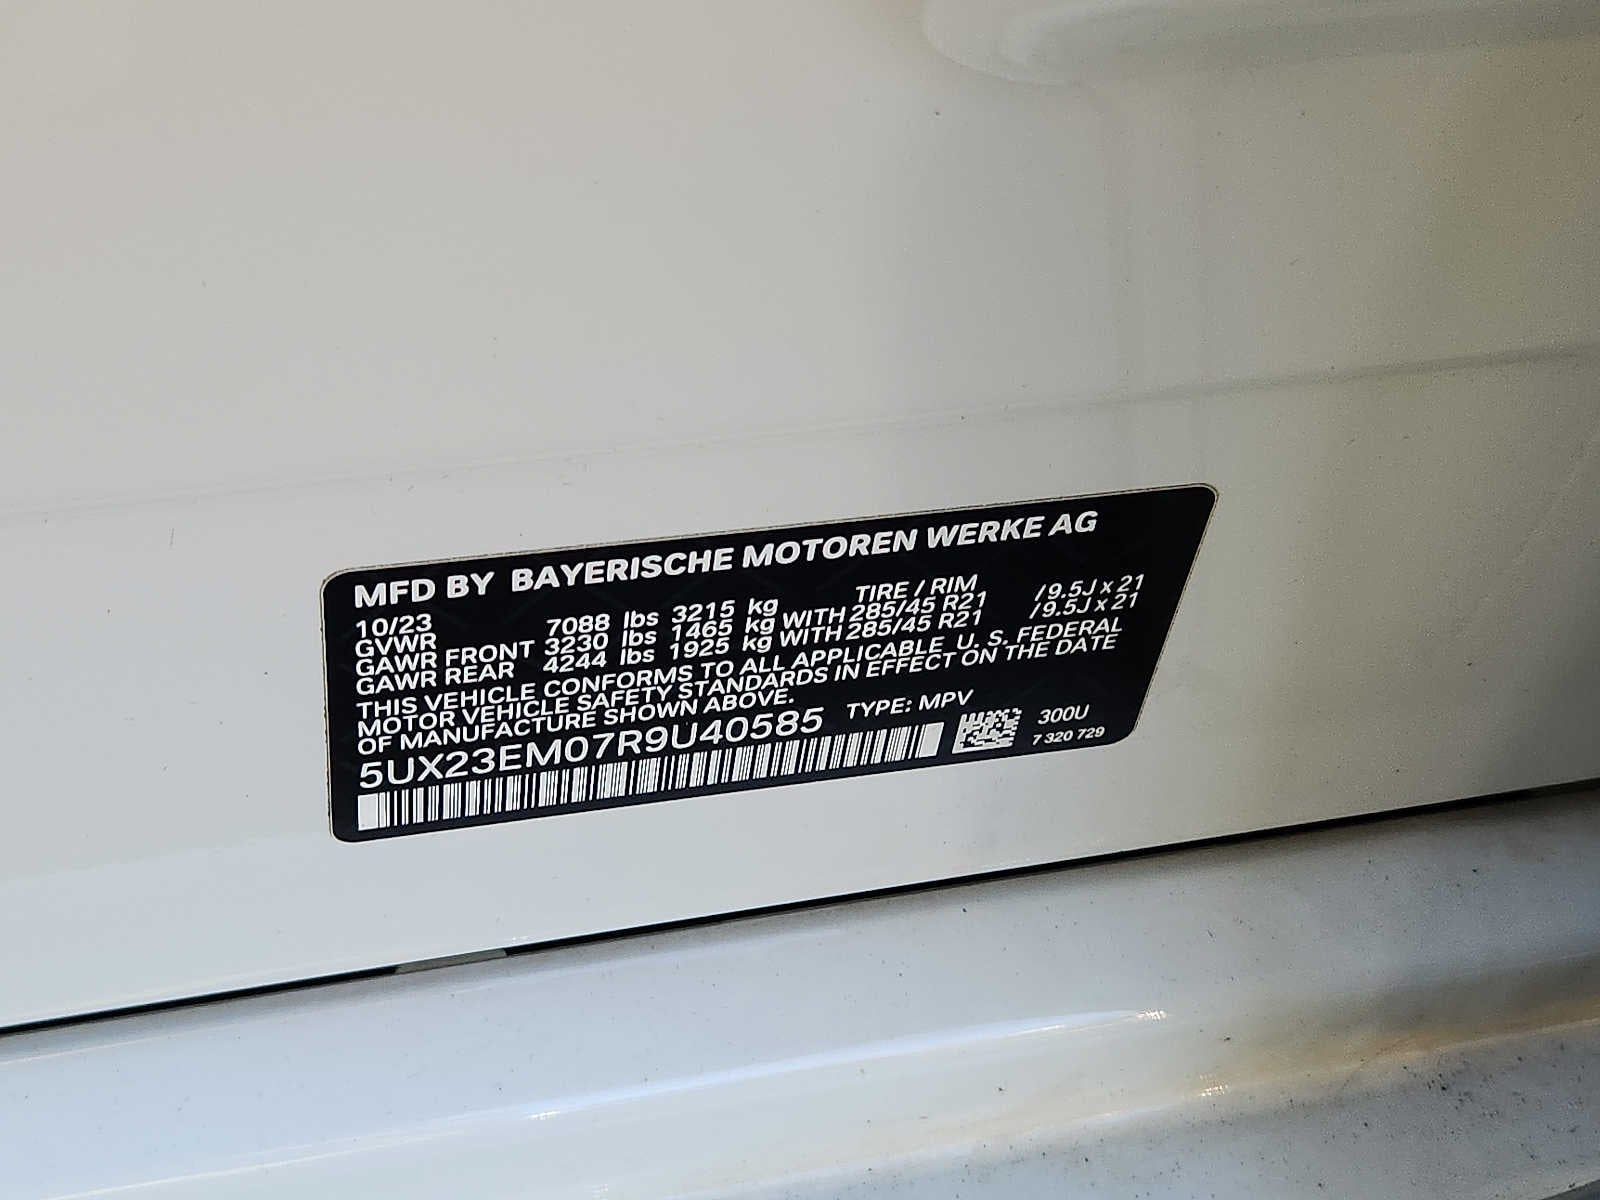 MFD BY BAYERISCHE MOTOREN WERKE AG
10/23 TIRE / RIM
GVWR 7088 lbs 3215 kg
GAWR FRONT 3230 lbs 1465 kg WITH 285/45 R21 / 9.5J x 21
GAWR REAR 4244 lbs 1925 kg WITH 285/45 R21 / 9.5J x 21
THIS VEHICLE CONFORMS TO ALL APPLICABLE U. S. FEDERAL
MOTOR VEHICLE SAFETY STANDARDS IN EFFECT ON THE DATE
OF MANUFACTURE SHOWN ABOVE.
5UX23EM07R9U40585 TYPE: MPV
300U
7 320 729